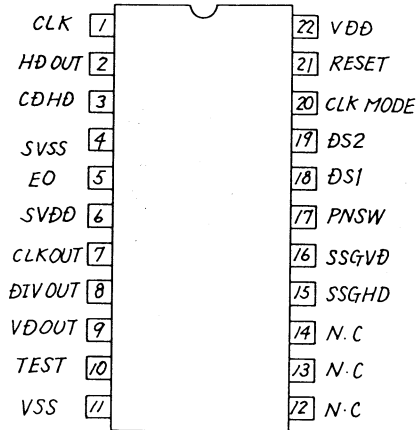 CLK 1 22 VDD
HD OUT 2 21 RESET
CDHD 3 20 CLK MODE
SVSS 4 19 DS2
EO 5 18 DS1
SVDD 6 17 PNSW
CLKOUT 7 16 SSGVD
DIVOUT 8 15 SSGHD
VDOUT 9 14 N.C
TEST 10 13 N.C
VSS 11 12 N.C